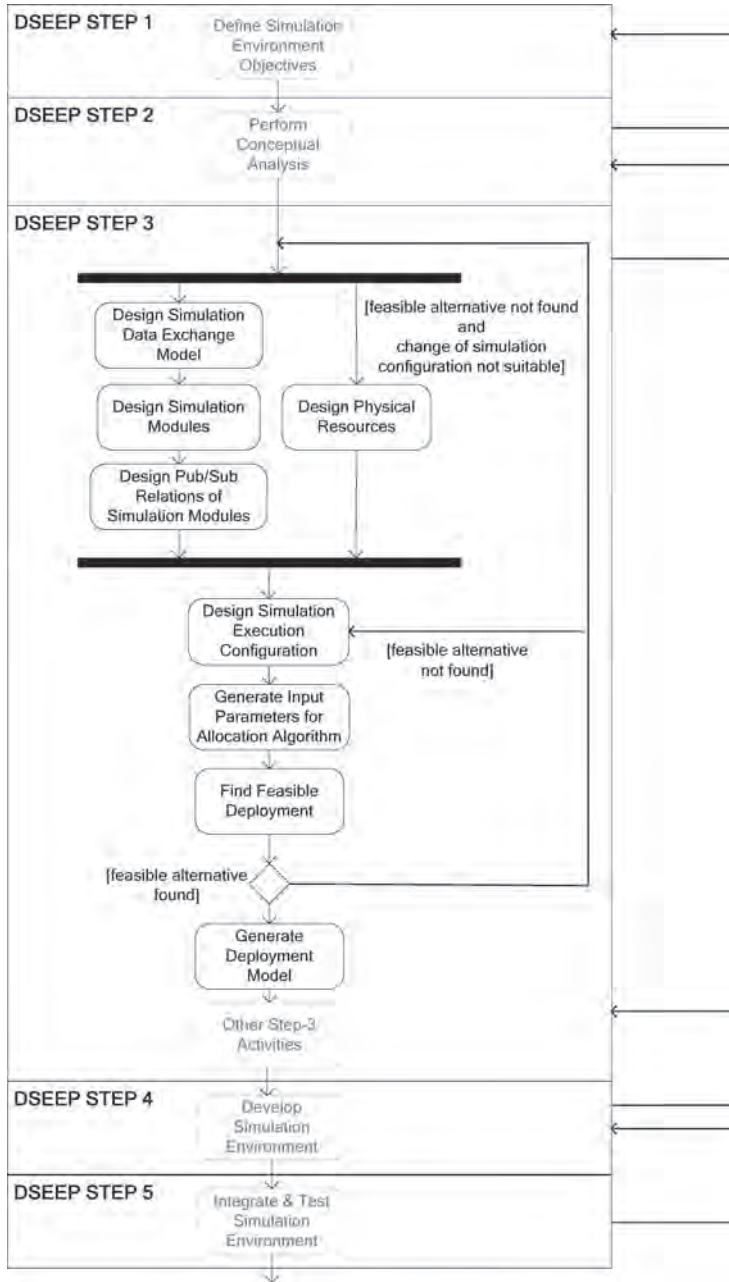 DSEEP STEP 1
Define Simulation
Environment
Objectives
DSEEP STEP 2
Perform
Conceptual
Analysis
DSEEP STEP 3
Design Simulation
Data Exchange
Model
[feasible alternative not found
and
change of simulation
configuration not suitable]
Design Simulation
Modules
Design Physical
Resources
Design Pub/Sub
Relations of
Simulation Modules
Design Simulation
Execution
Configuration
[feasible alternative
not found]
Generate Input
Parameters for
Allocation Algorithm
Find Feasible
Deployment
[feasible alternative
found]
Generate
Deployment
Model
Other Step-3
Activities
DSEEP STEP 4
Develop
Simulation
Environment
DSEEP STEP 5
Integrate & Test
Simulation
Environment